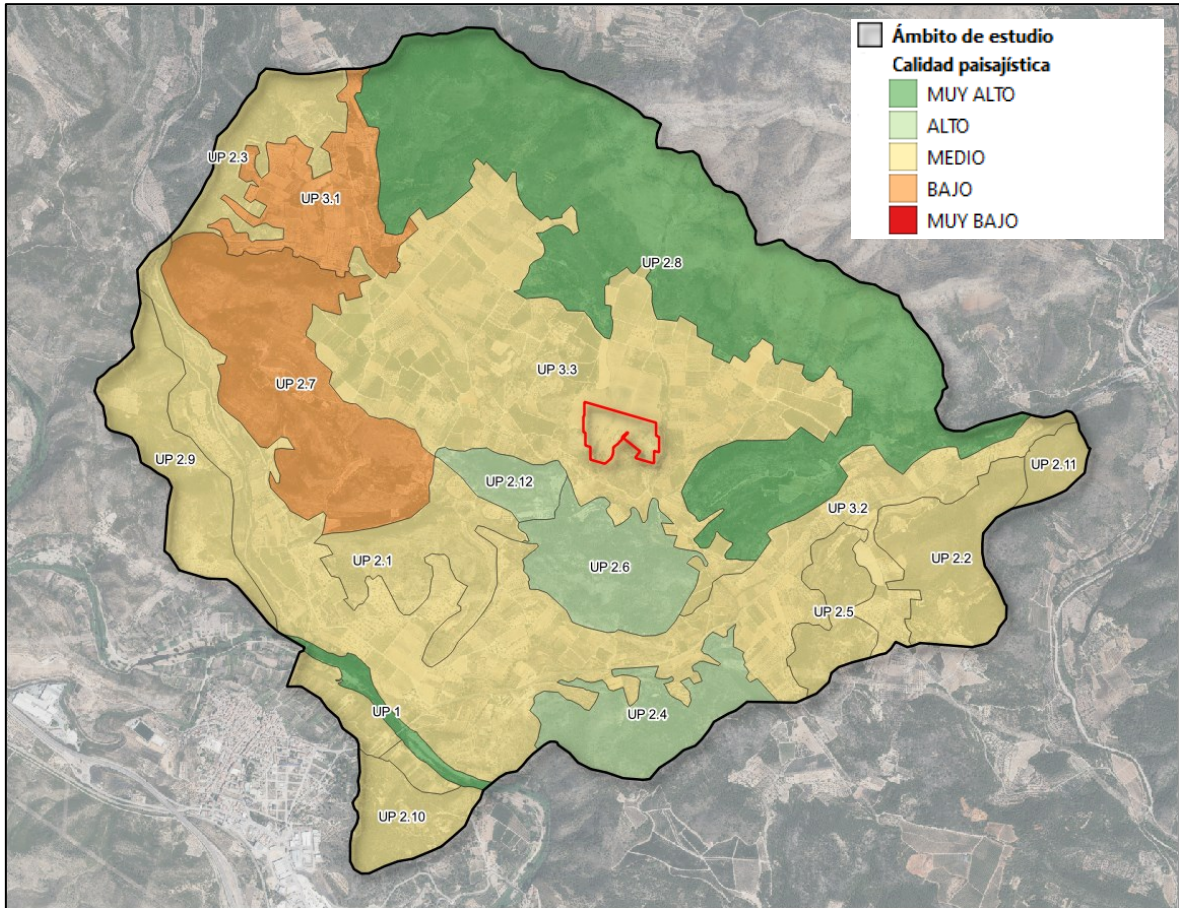 Ámbito de estudio
Calidad paisajística
MUY ALTO
ALTO
MEDIO
BAJO
MUY BAJO
UP 2.3
UP 3.1
UP 2.8
UP 3.3
UP 2.7
UP 2.9
UP 2.12
UP 2.11
UP 3.2
UP 2.1
UP 2.6
UP 2.2
UP 2.5
UP 1
UP 2.4
UP 2.10